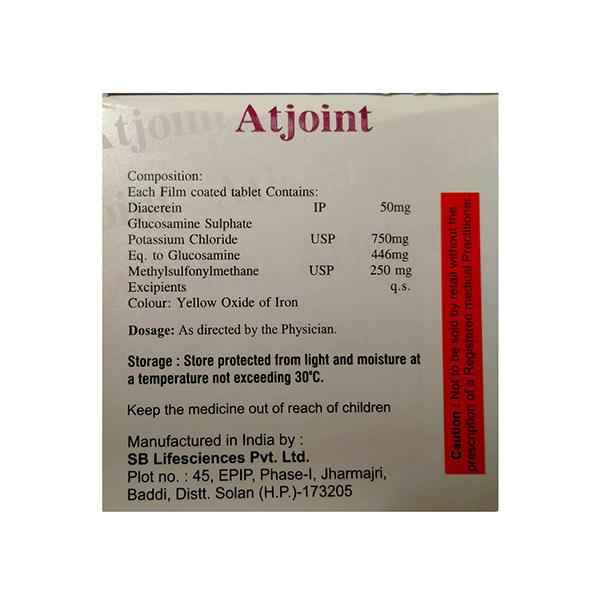 Atjoint
Atjoint
Composition:
Each Film coated tablet Contains:
Diacerein IP 50mg
Glucosamine Sulphate
Potassium Chloride USP 750mg
Eq. to Glucosamine 446mg
Methylsulfonylmethane USP 250 mg
Excipients q.s.
Colour: Yellow Oxide of Iron
Dosage: As directed by the Physician.
Storage : Store protected from light and moisture at
a temperature not exceeding 30°C.
Keep the medicine out of reach of children
Manufactured in India by :
SB Lifesciences Pvt. Ltd.
Plot no. : 45, EPIP, Phase-I, Jharmajri,
Baddi, Distt. Solan (H.P.)-173205
Caution : Not to be sold by retail without the
prescription of a Registered medical Practitioner.